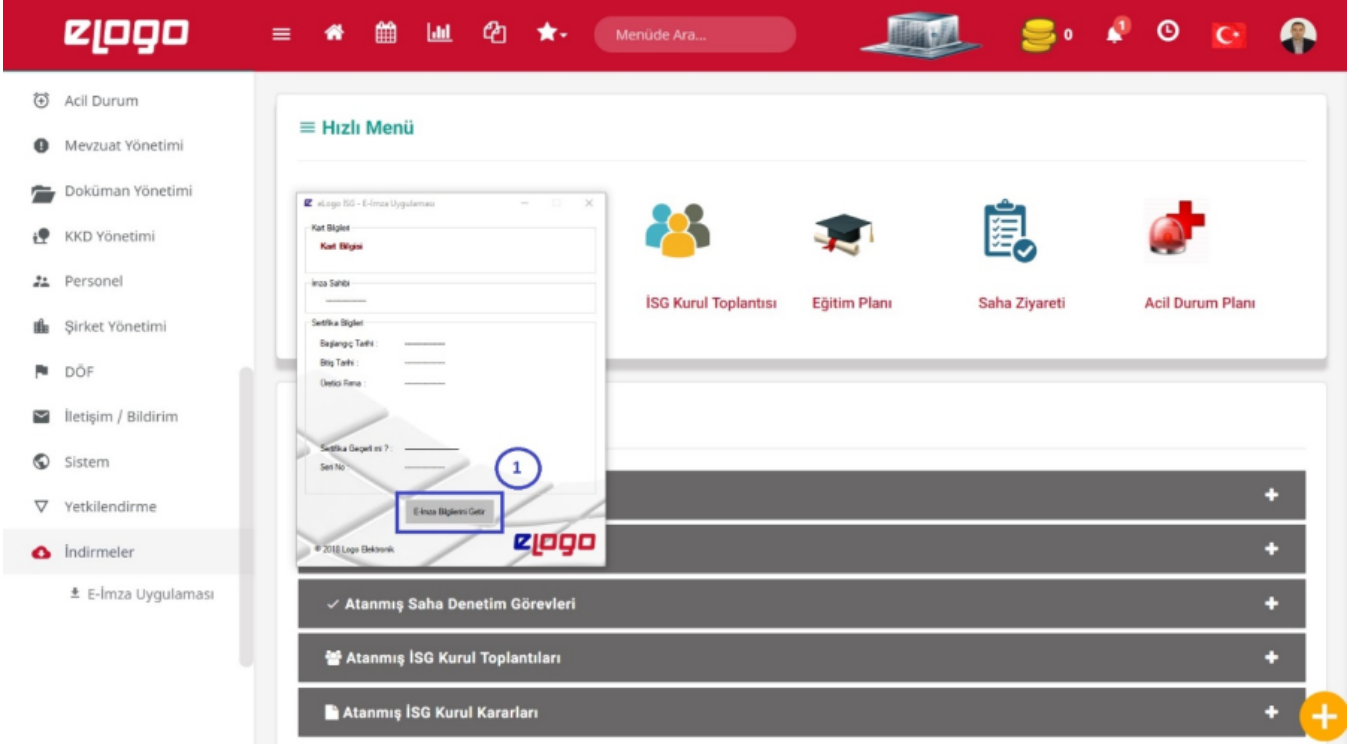 eLOGO
Menüde Ara...
0
1
Acil Durum
Mevzuat Yönetimi
Doküman Yönetimi
KKD Yönetimi
Personel
Şirket Yönetimi
DÖF
İletişim / Bildirim
Sistem
Yetkilendirme
İndirmeler
E-İmza Uygulaması
Hızlı Menü
eLogo ISG - E-İmza Uygulaması
Kart Bilgileri
Kart Bilgisi
İmza Sahibi
---------------
Sertifika Bilgileri
Başlangıç Tarihi : ---------------
Bitiş Tarihi : ---------------
Üretici Firma : ---------------
Sertifika Geçerli mi ? : ---------------
Seri No : ---------------
1
E-İmza Bilgilerini Getir
© 2018 Logo Elektronik
eLOGO
İSG Kurul Toplantısı
Eğitim Planı
Saha Ziyareti
Acil Durum Planı
Atanmış Saha Denetim Görevleri
Atanmış İSG Kurul Toplantıları
Atanmış İSG Kurul Kararları